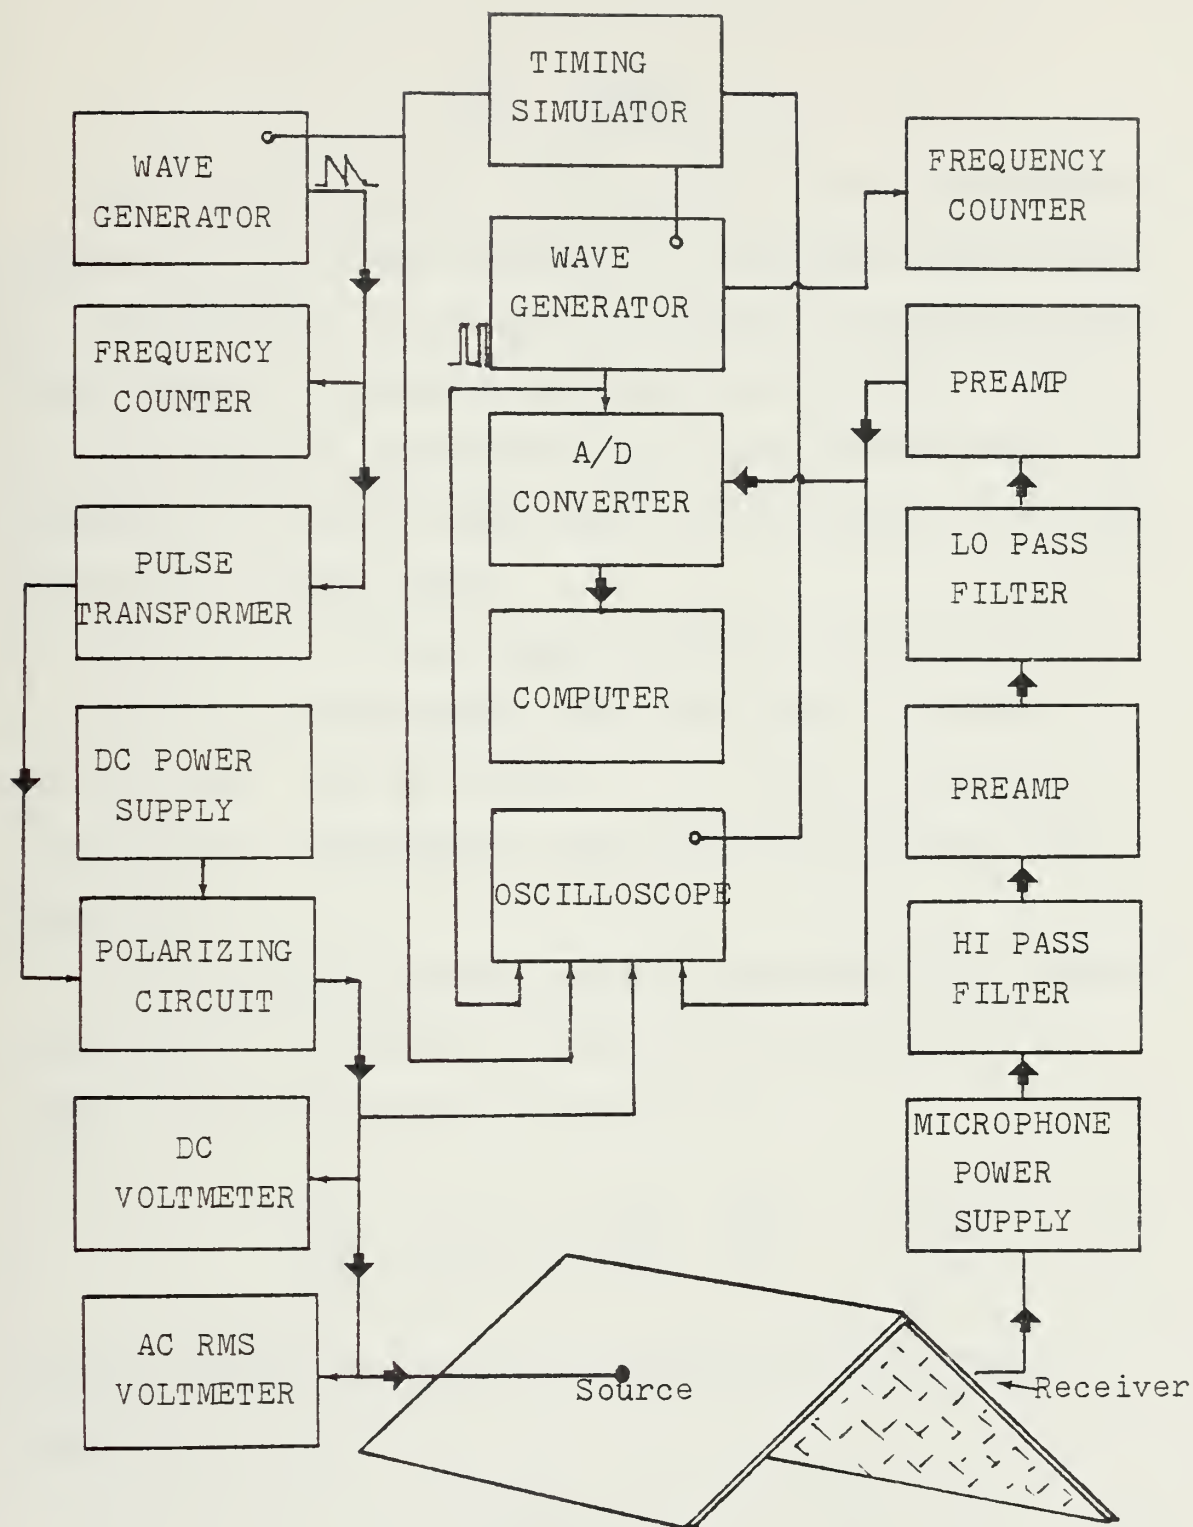 TIMING
SIMULATOR
WAVE
GENERATOR
FREQUENCY
COUNTER
WAVE
GENERATOR
FREQUENCY
COUNTER
PREAMP
A/D
CONVERTER
PULSE
TRANSFORMER
LO PASS
FILTER
COMPUTER
DC POWER
SUPPLY
PREAMP
OSCILLOSCOPE
POLARIZING
CIRCUIT
HI PASS
FILTER
DC
VOLTMETER
MICROPHONE
POWER
SUPPLY
AC RMS
VOLTMETER
Source
Receiver